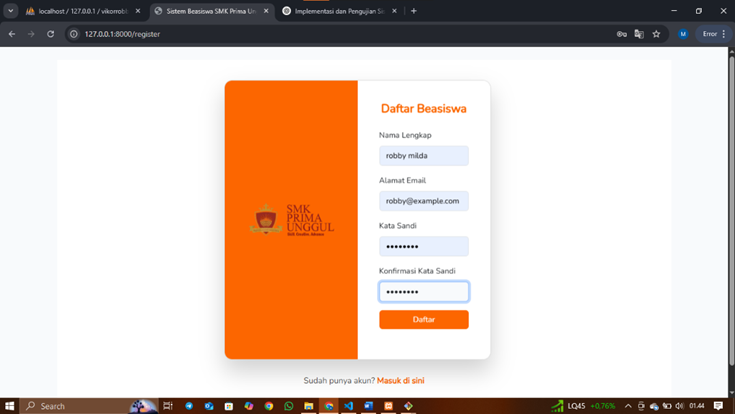 localhost / 127.0.0.1 / vikorrobb
Sistem Beasiswa SMK Prima Un
Implementasi dan Pengujian Si
127.0.0.1:8000/register
M
Error
SMK
PRIMA
UNGGUL
Daftar Beasiswa
Nama Lengkap
robby milda
Alamat Email
robby@example.com
Kata Sandi
••••••••
Konfirmasi Kata Sandi
••••••••
Daftar
Sudah punya akun? Masuk di sini
Search
LQ45 +0.76%
01.44